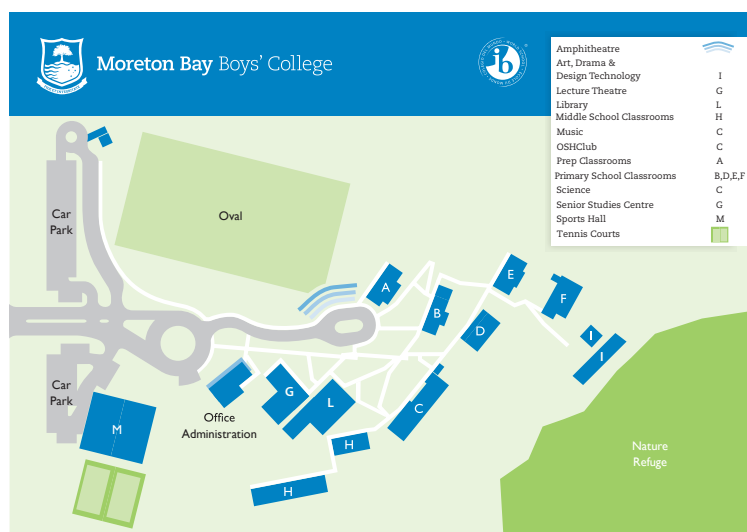 Moreton Bay Boys' College
ib
Amphitheatre
Art, Drama &
Design Technology I
Lecture Theatre G
Library L
Middle School Classrooms H
Music C
OSHClub C
Prep Classrooms A
Primary School Classrooms B,D,E,F
Science C
Senior Studies Centre G
Sports Hall M
Tennis Courts
Car
Park
Oval
A
B
E
F
D
I
I
Car
Park
G
L
C
M
Office
Administration
H
H
Nature
Refuge